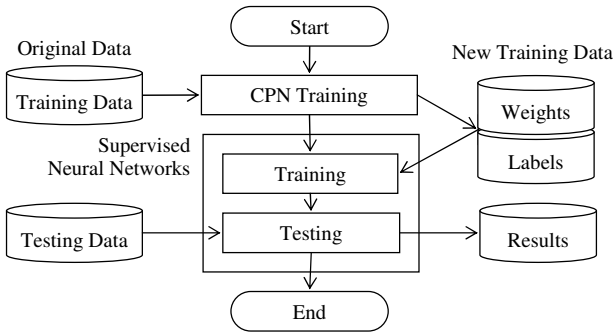 Start
Original Data
New Training Data
Training Data
CPN Training
Weights
Supervised
Neural Networks
Labels
Training
Testing Data
Testing
Results
End